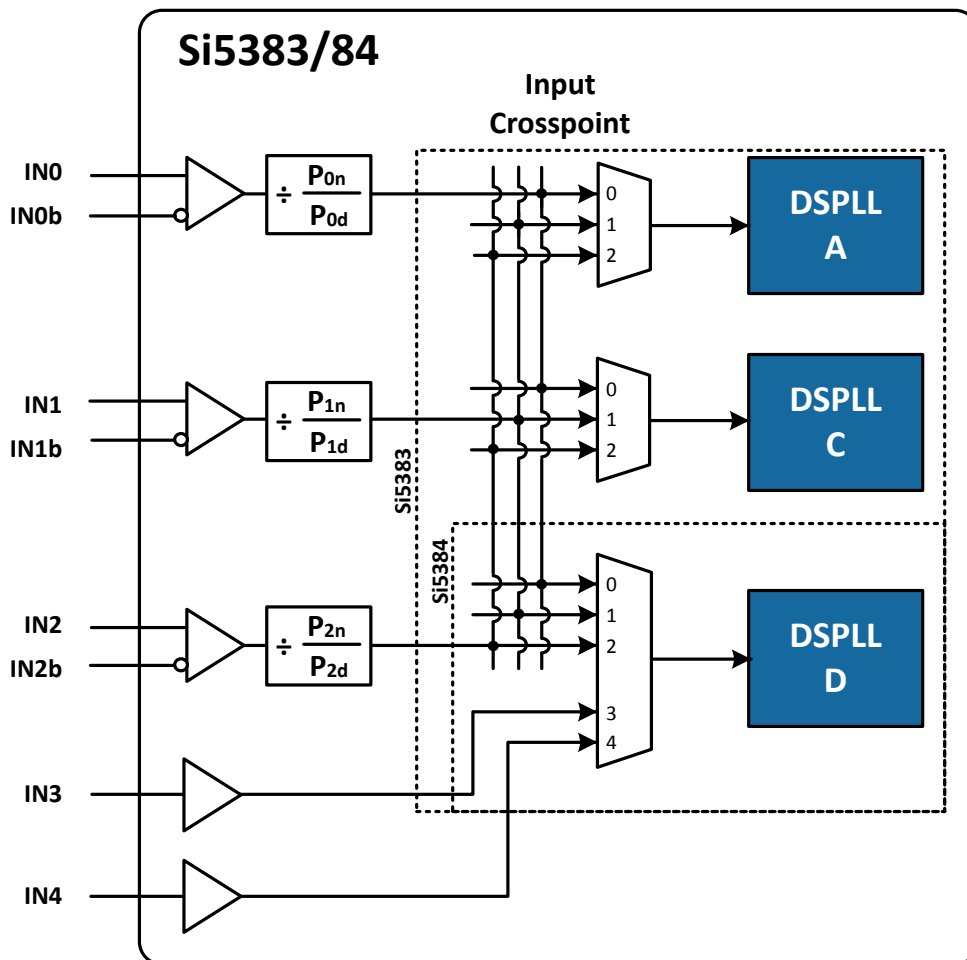 Si5383/84
Input
Crosspoint
IN0
IN0b
÷ P0n
P0d
0
1
2
DSPLL
A
IN1
IN1b
÷ P1n
P1d
0
1
2
DSPLL
C
Si5383
Si5384
IN2
IN2b
÷ P2n
P2d
0
1
2
3
4
DSPLL
D
IN3
IN4